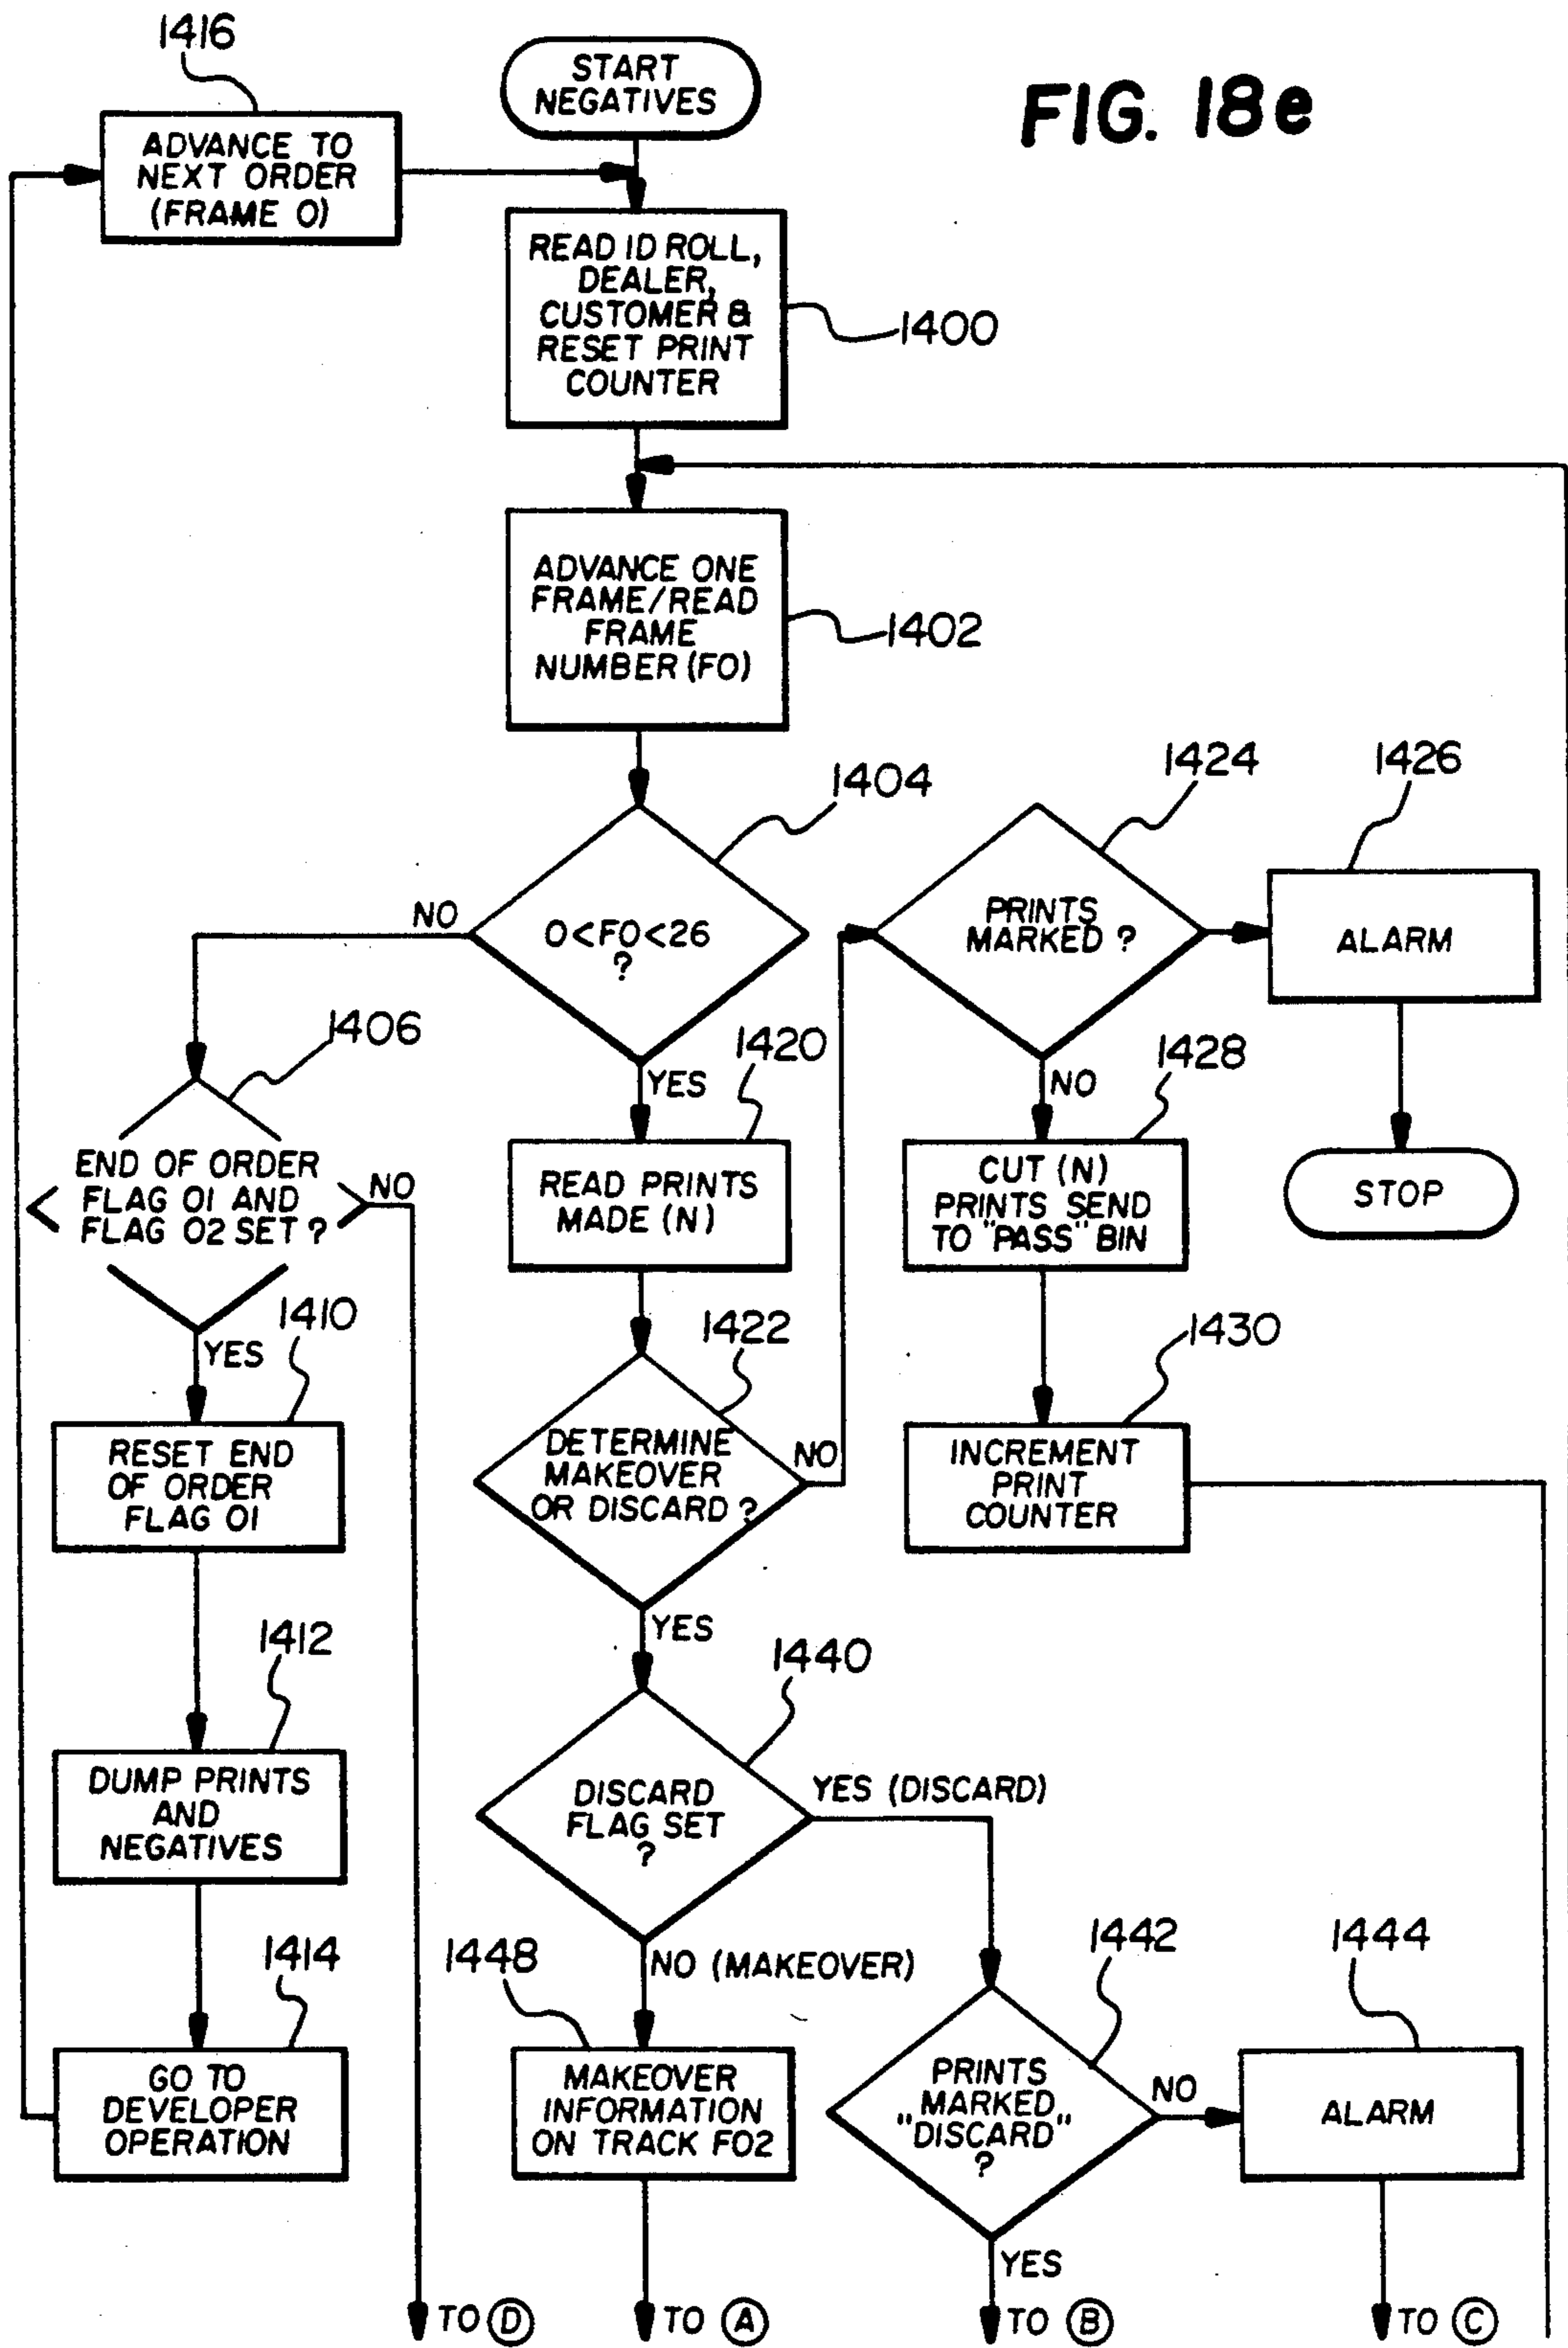 1416
START
NEGATIVES
FIG. 18e
ADVANCE TO
NEXT ORDER
(FRAME 0)
READ ID ROLL,
DEALER,
CUSTOMER &
RESET PRINT
COUNTER
1400
ADVANCE ONE
FRAME/READ
FRAME
NUMBER (FO)
1402
1404
0<FO<26
?
NO
YES
1424
PRINTS
MARKED ?
1426
ALARM
STOP
1406
END OF ORDER
FLAG 01 AND
FLAG 02 SET ?
NO
YES
1420
READ PRINTS
MADE (N)
NO
1428
CUT (N)
PRINTS SEND
TO "PASS" BIN
1410
RESET END
OF ORDER
FLAG 01
1422
DETERMINE
MAKEOVER
OR DISCARD ?
NO
YES
1430
INCREMENT
PRINT
COUNTER
1412
DUMP PRINTS
AND
NEGATIVES
1440
DISCARD
FLAG SET
?
YES (DISCARD)
NO (MAKEOVER)
1414
GO TO
DEVELOPER
OPERATION
1448
MAKEOVER
INFORMATION
ON TRACK FO2
1442
PRINTS
MARKED
"DISCARD"
?
NO
YES
1444
ALARM
TO D
TO A
TO B
TO C